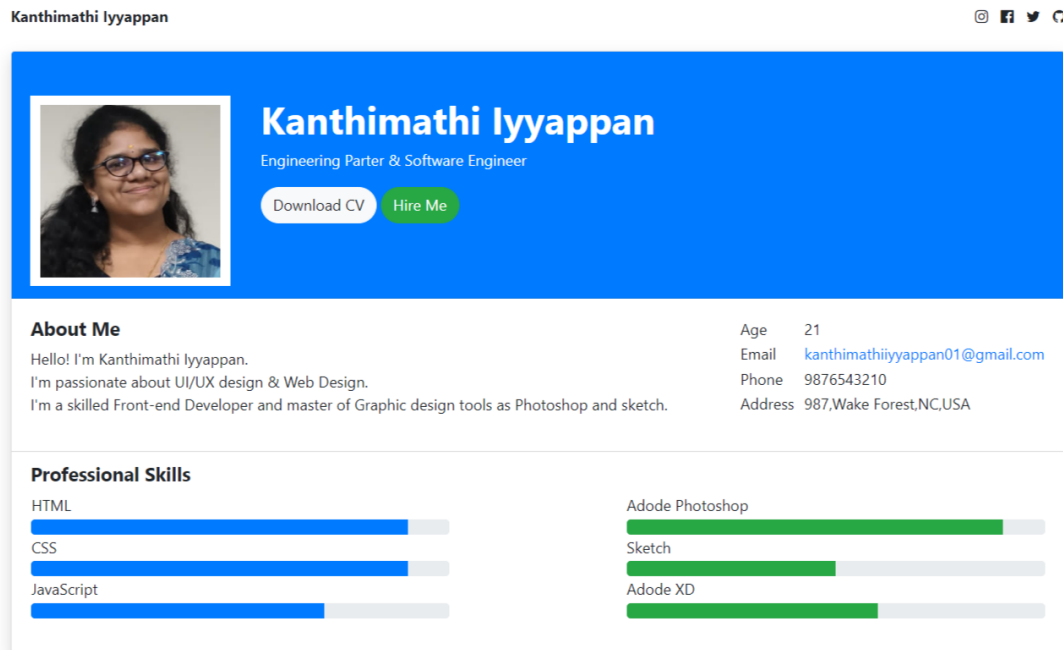 Kanthimathi Iyyappan
Kanthimathi Iyyappan
Engineering Parter & Software Engineer
Download CV Hire Me
About Me
Hello! I'm Kanthimathi Iyyappan.
I'm passionate about UI/UX design & Web Design.
I'm a skilled Front-end Developer and master of Graphic design tools as Photoshop and sketch.
Age 21
Email kanthimathiiyyappan01@gmail.com
Phone 9876543210
Address 987,Wake Forest,NC,USA
Professional Skills
HTML
CSS
JavaScript
Adode Photoshop
Sketch
Adode XD